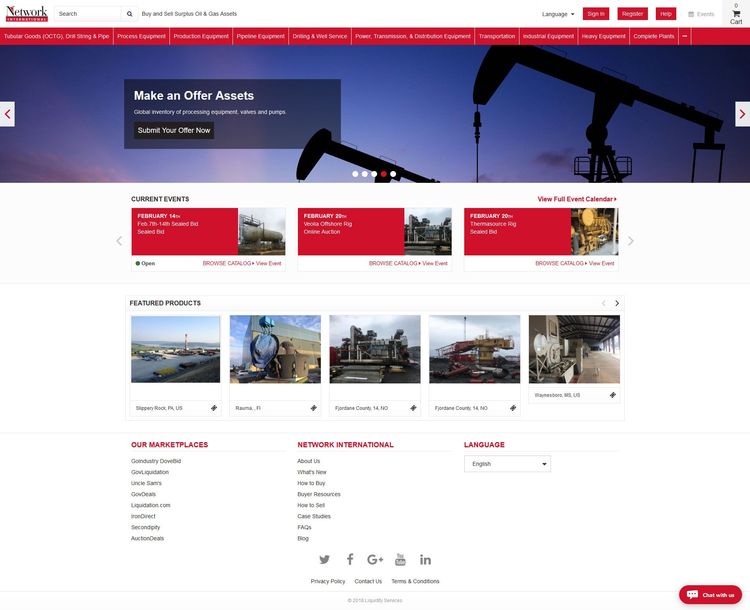 Network
INTERNATIONAL
Search
Buy and Sell Surplus Oil & Gas Assets
Language
Sign In
Register
Help
Events
0
Cart
Tubular Goods (OCTG), Drill String & Pipe
Process Equipment
Production Equipment
Pipeline Equipment
Drilling & Well Service
Power, Transmission, & Distribution Equipment
Transportation
Industrial Equipment
Heavy Equipment
Complete Plants
Make an Offer Assets
Global inventory of processing equipment, valves and pumps.
Submit Your Offer Now
CURRENT EVENTS
View Full Event Calendar
FEBRUARY 14TH
Feb 7th-14th Sealed Bid
Sealed Bid
Open
BROWSE CATALOG
View Event
FEBRUARY 20TH
Veolia Offshore Rig
Online Auction
BROWSE CATALOG
View Event
FEBRUARY 20TH
Thermasource Rig
Sealed Bid
BROWSE CATALOG
View Event
FEATURED PRODUCTS
Slippery Rock, PA, US
Rauma, , FI
Fjordane County, 14, NO
Fjordane County, 14, NO
Waynesboro, MS, US
OUR MARKETPLACES
GoIndustry DoveBid
GovLiquidation
Uncle Sam's
GovDeals
Liquidation.com
IronDirect
Secondipity
AuctionDeals
NETWORK INTERNATIONAL
About Us
What's New
How to Buy
Buyer Resources
How to Sell
Case Studies
FAQs
Blog
LANGUAGE
English
Privacy Policy
Contact Us
Terms & Conditions
© 2018 Liquidity Services
Chat with us